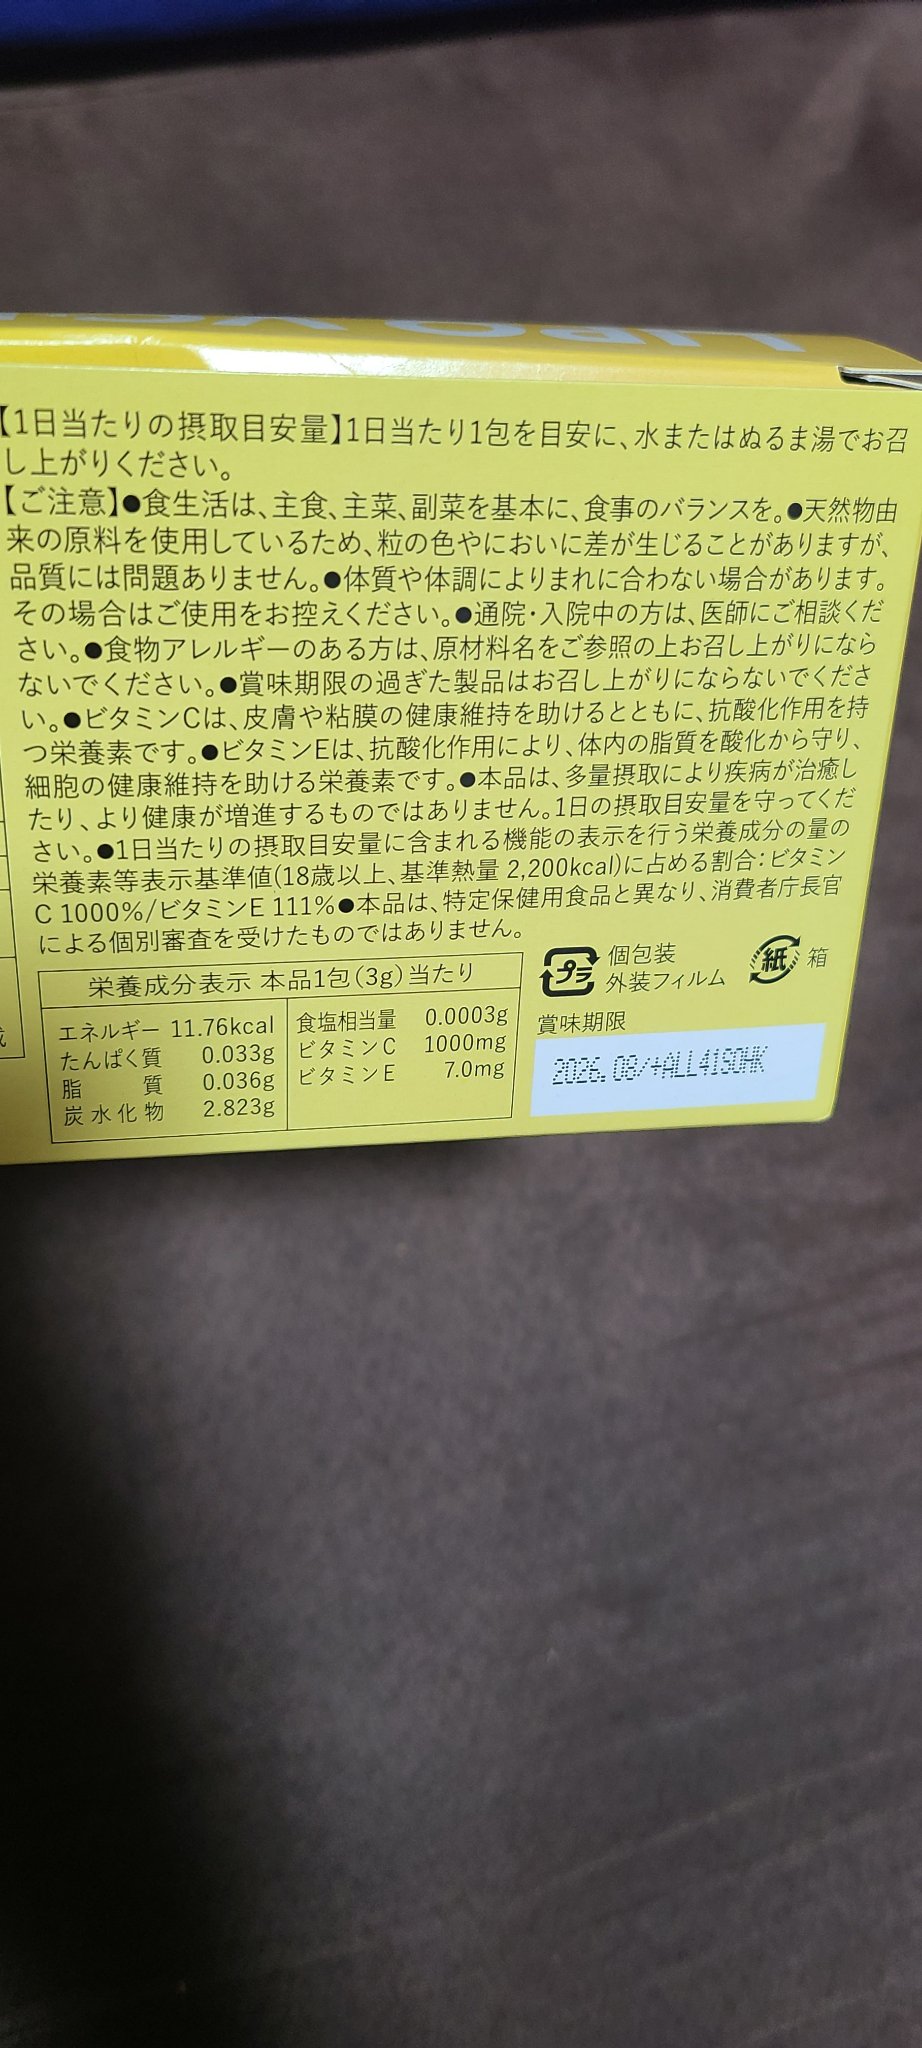 【1日当たりの摂取目安量】1日当たり1包を目安に、水またはぬるま湯でお召
し上がりください。
【ご注意】●食生活は、主食、主菜、副菜を基本に、食事のバランスを。●天然物由
来の原料を使用しているため、粒の色やにおいに差が生じることがありますが、
品質には問題ありません。●体質や体調によりまれに合わない場合があります。
その場合はご使用をお控えください。●通院・入院中の方は、医師にご相談くだ
さい。●食物アレルギーのある方は、原材料名をご参照の上お召し上がりになら
ないでください。●賞味期限の過ぎた製品はお召し上がりにならないでくださ
い。●ビタミンCは、皮膚や粘膜の健康維持を助けるとともに、抗酸化作用を持
つ栄養素です。●ビタミンEは、抗酸化作用により、体内の脂質を酸化から守り、
細胞の健康維持を助ける栄養素です。●本品は、多量摂取により疾病が治癒し
たり、より健康が増進するものではありません。1日の摂取目安量を守ってくだ
さい。●1日当たりの摂取目安量に含まれる機能の表示を行う栄養成分の量の
栄養素等表示基準値(18歳以上、基準熱量 2,200kcal)に占める割合：ビタミン
C 1000%/ビタミンE 111%●本品は、特定保健用食品と異なり、消費者庁長官
による個別審査を受けたものではありません。
プラ 個包装
外装フィルム
紙 箱
栄養成分表示 本品1包(3g)当たり
エネルギー 11.76kcal
たんぱく質 0.033g
脂質 0.036g
炭水化物 2.823g
食塩相当量 0.0003g
ビタミンC 1000mg
ビタミンE 7.0mg
賞味期限
2026.08/+ALL41SOHK